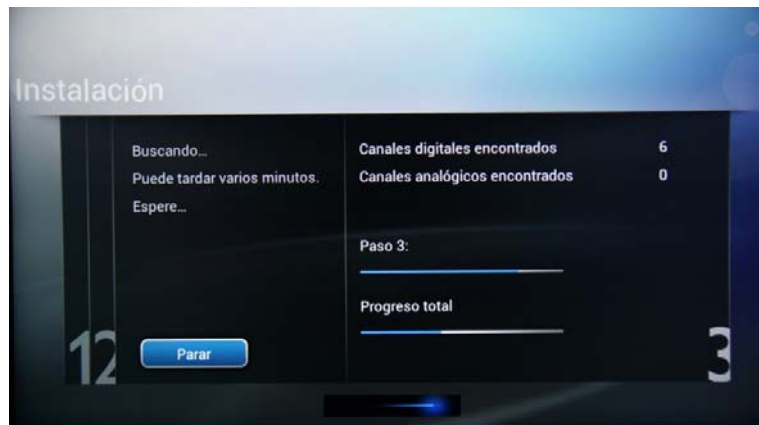 Instalación
Buscando...
Puede tardar varios minutos.
Espere...
Canales digitales encontrados 6
Canales analógicos encontrados 0
Paso 3:
Progreso total
12
Parar
3